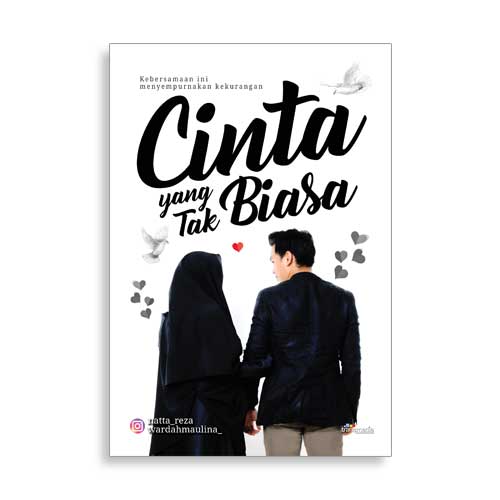 Kebersamaan ini
menyempurnakan kekurangan
Cinta
yang
Tak Biasa
natta_reza
wardahmaulina_